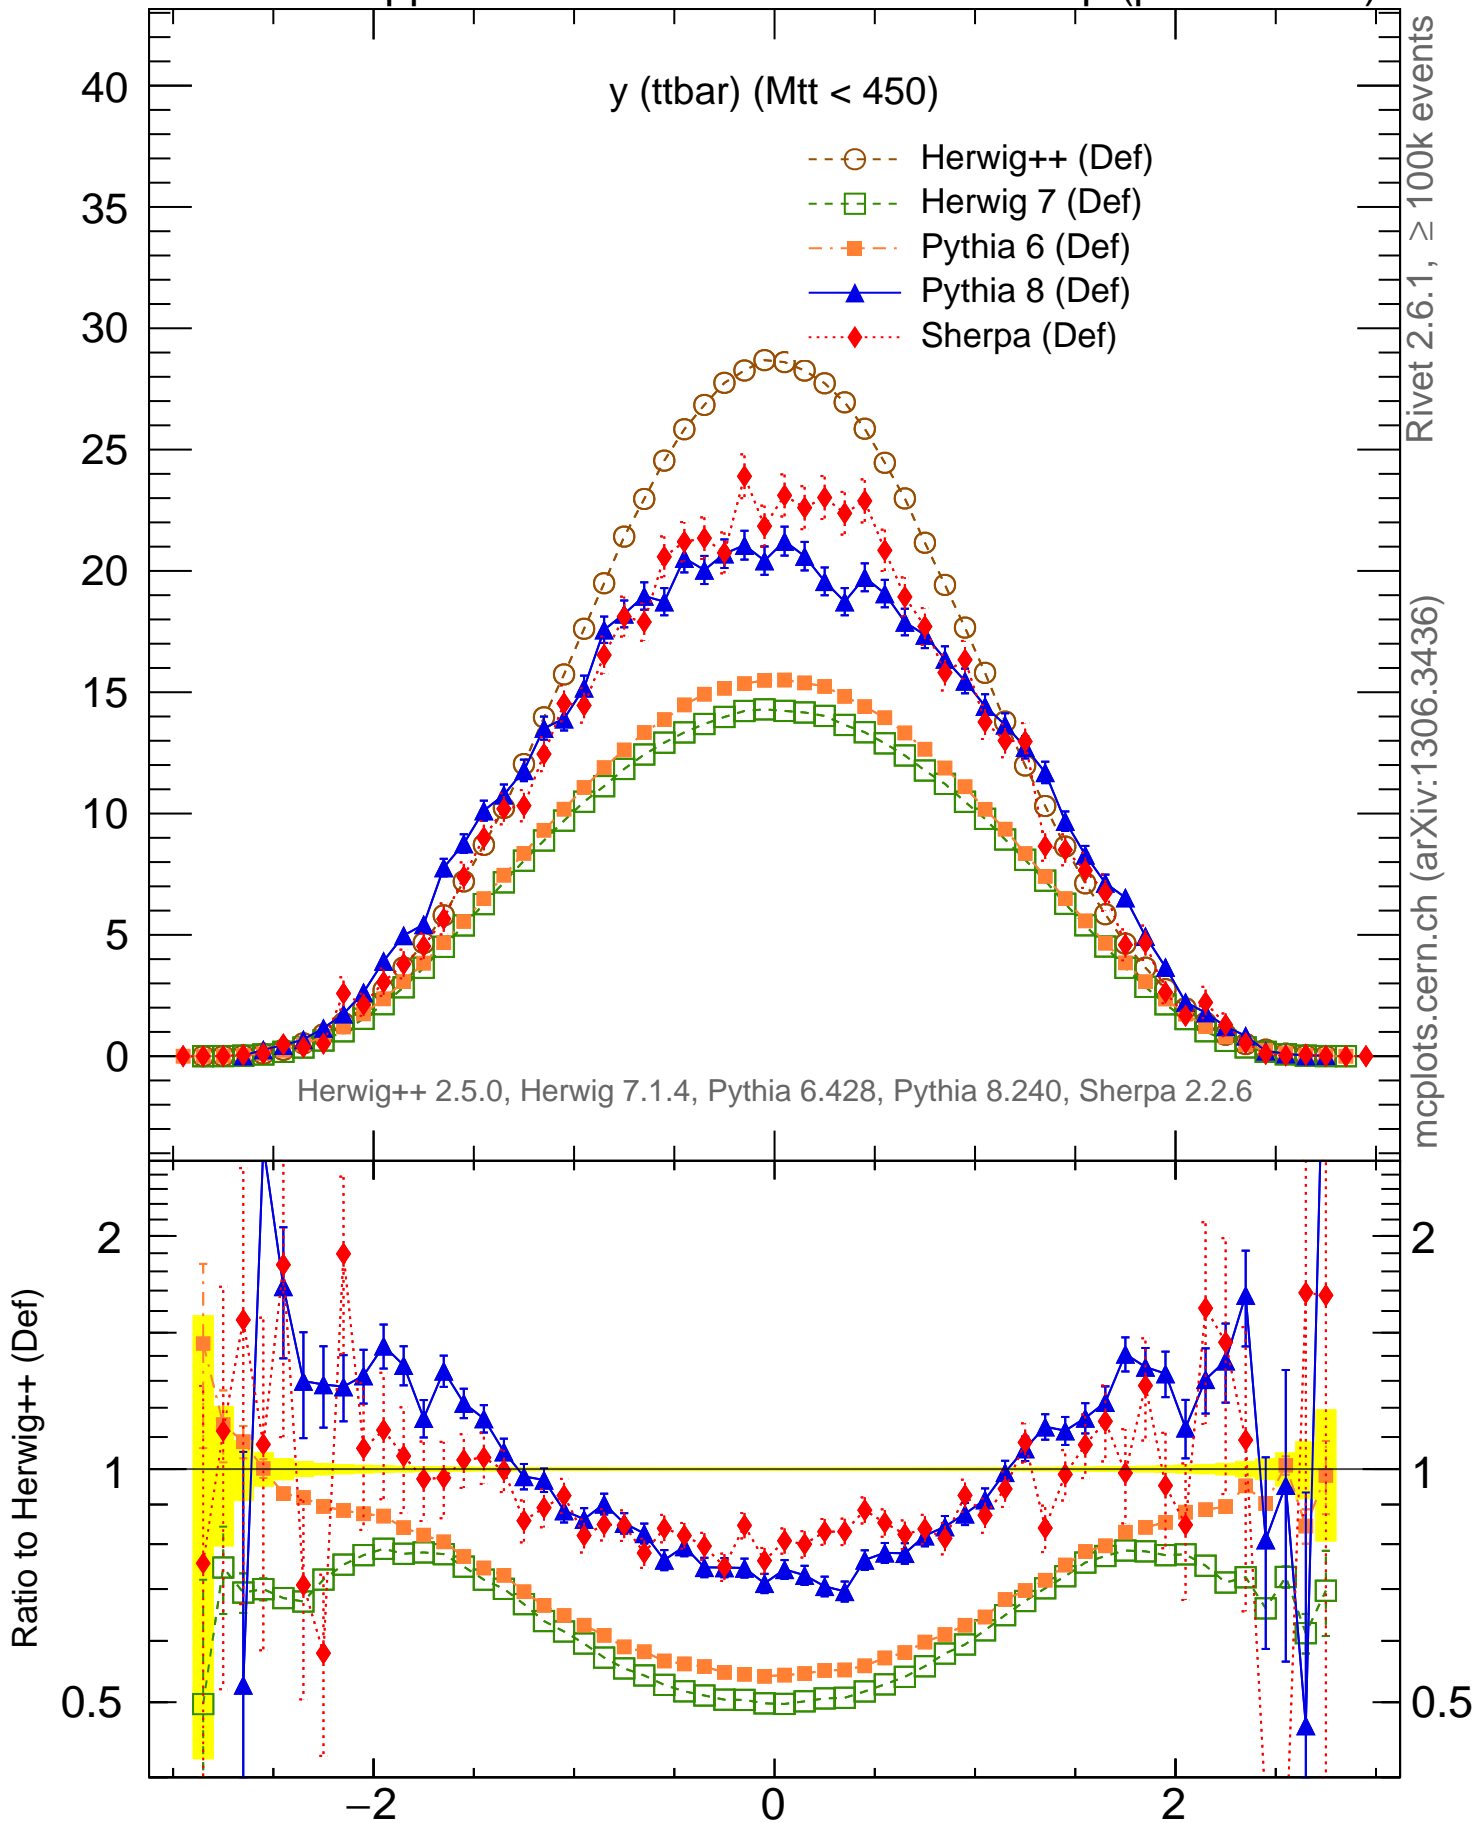 y (ttbar) (Mtt < 450)
Herwig++ (Def)
Herwig 7 (Def)
Pythia 6 (Def)
Pythia 8 (Def)
Sherpa (Def)
40
35
30
25
20
15
10
5
0
Herwig++ 2.5.0, Herwig 7.1.4, Pythia 6.428, Pythia 8.240, Sherpa 2.2.6
Rivet 2.6.1, ≥ 100k events
mcplots.cern.ch (arXiv:1306.3436)
Ratio to Herwig++ (Def)
2
1
0.5
2
1
0.5
−2
0
2